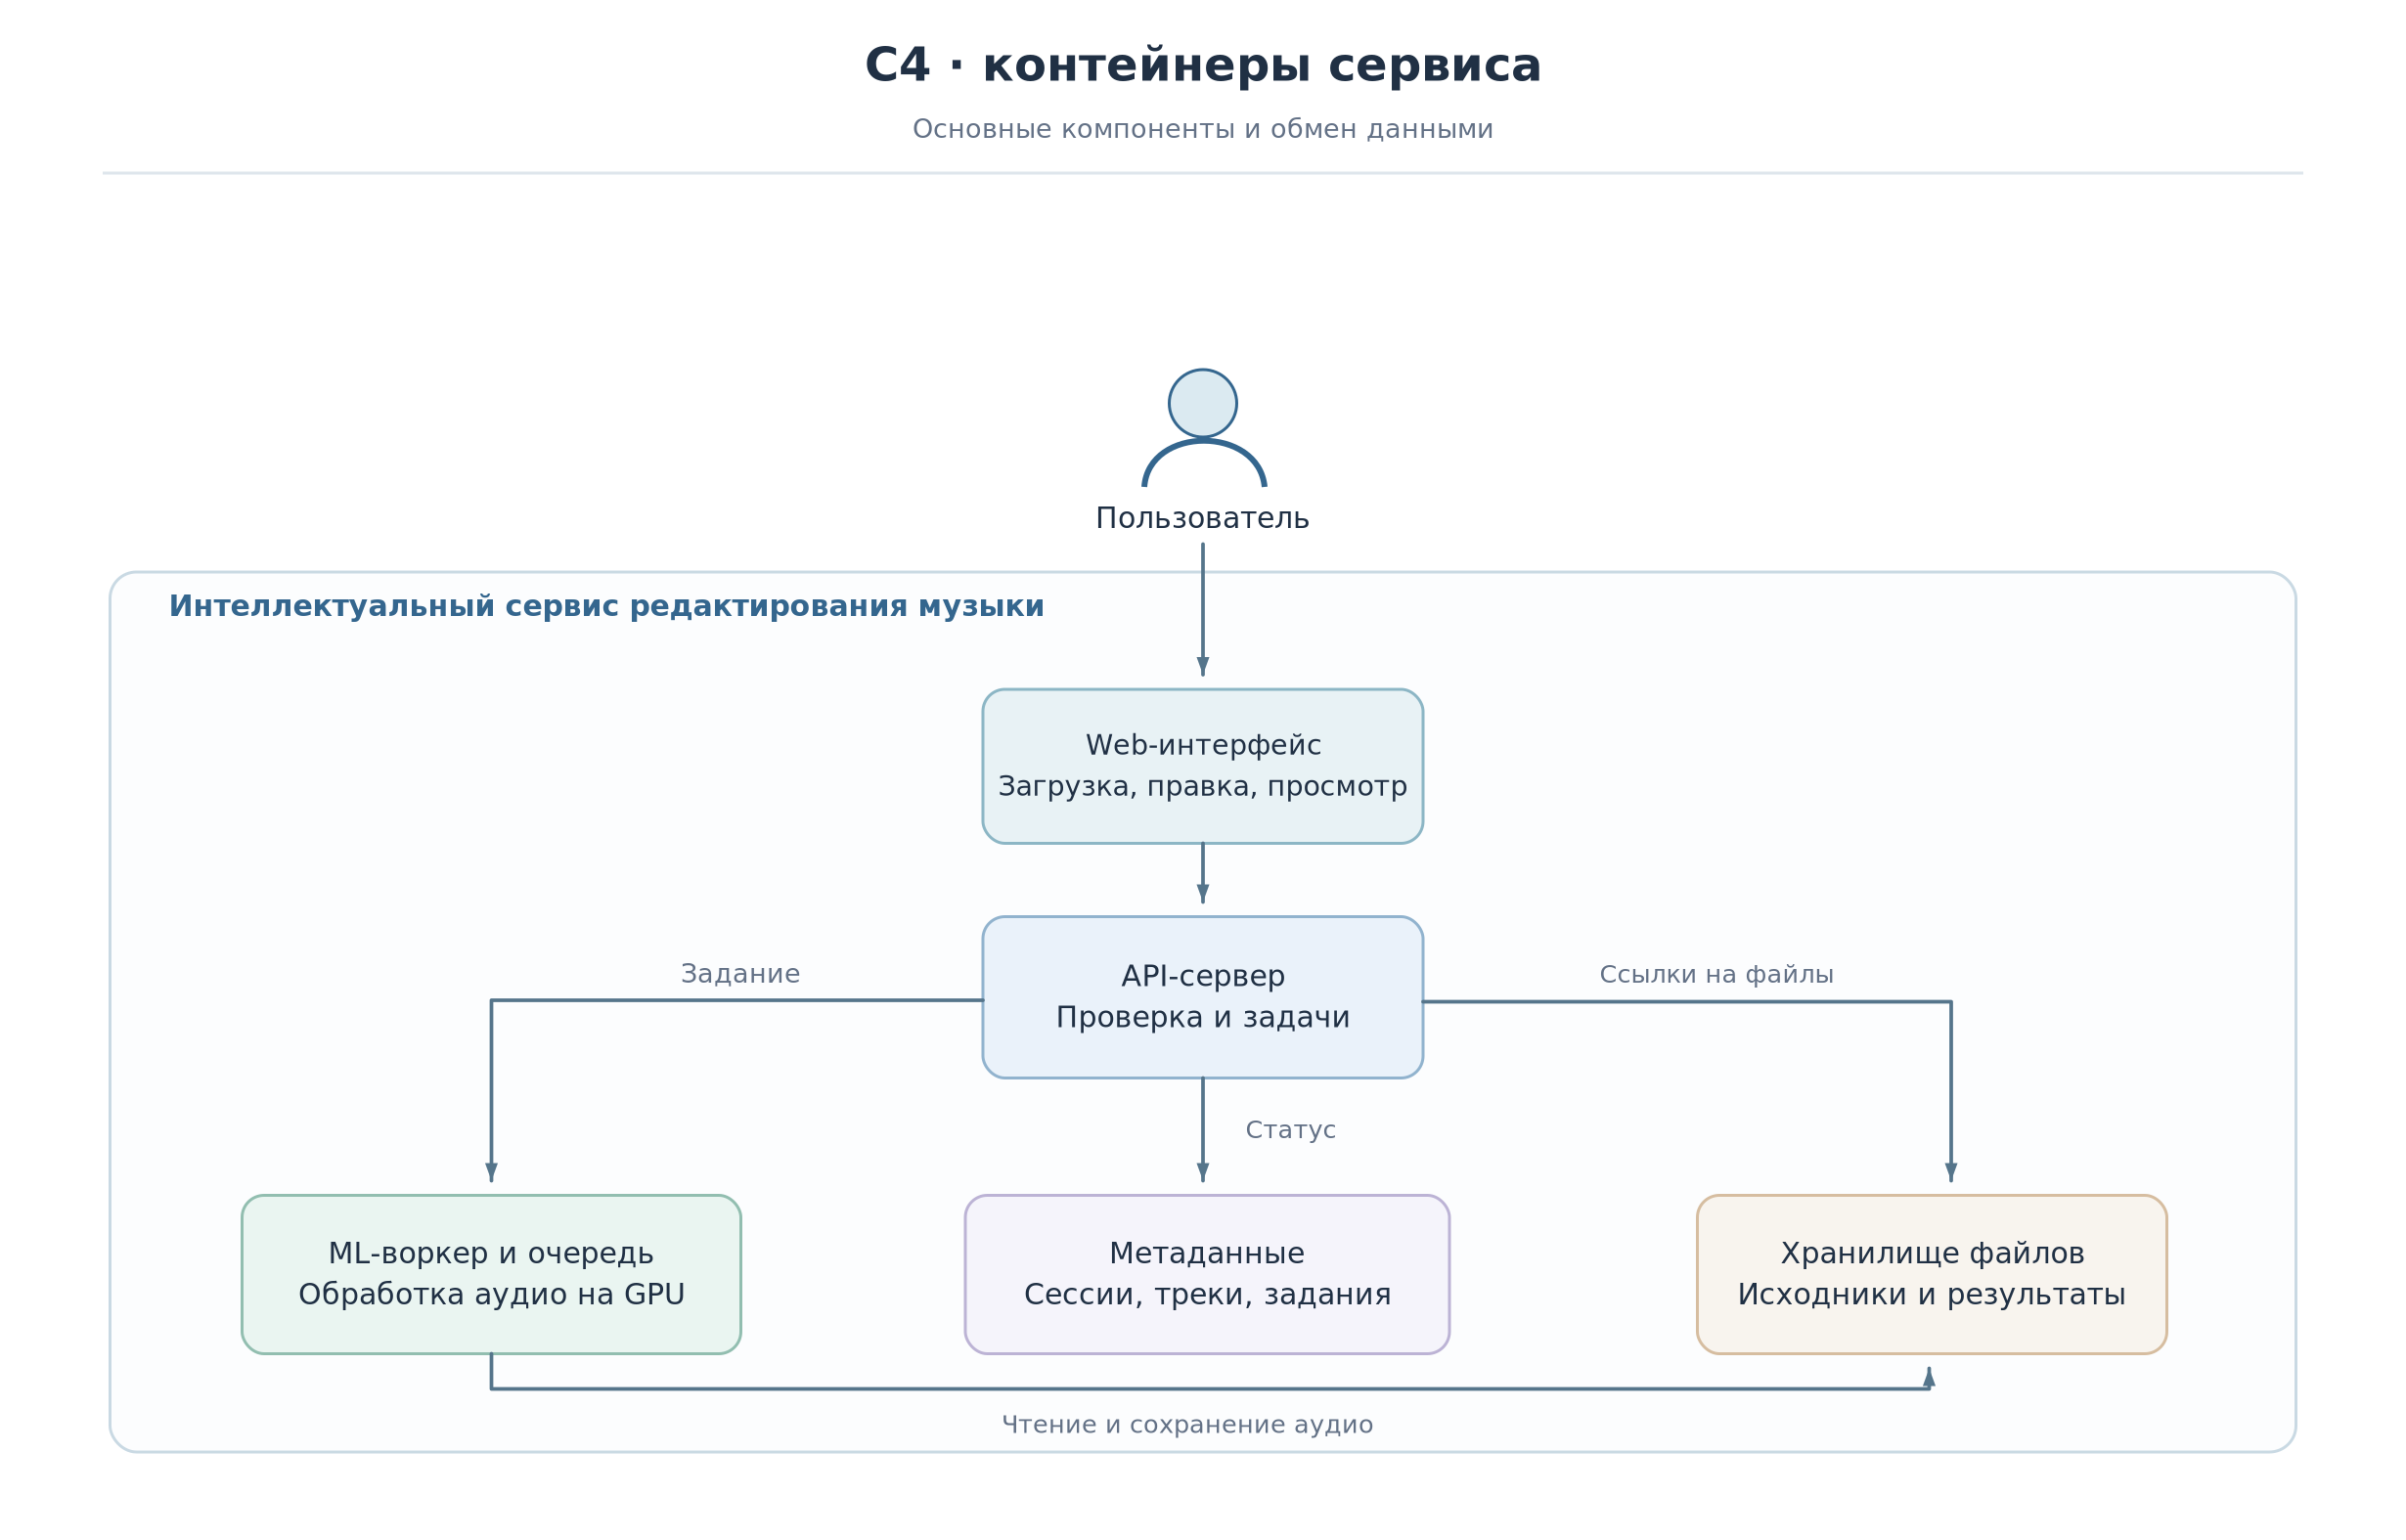 C4 · контейнеры сервиса
Основные компоненты и обмен данными
Пользователь
Интеллектуальный сервис редактирования музыки
Web-интерфейс
Загрузка, правка, просмотр
API-сервер
Проверка и задачи
Задание
Ссылки на файлы
Статус
ML-воркер и очередь
Обработка аудио на GPU
Метаданные
Сессии, треки, задания
Хранилище файлов
Исходники и результаты
Чтение и сохранение аудио